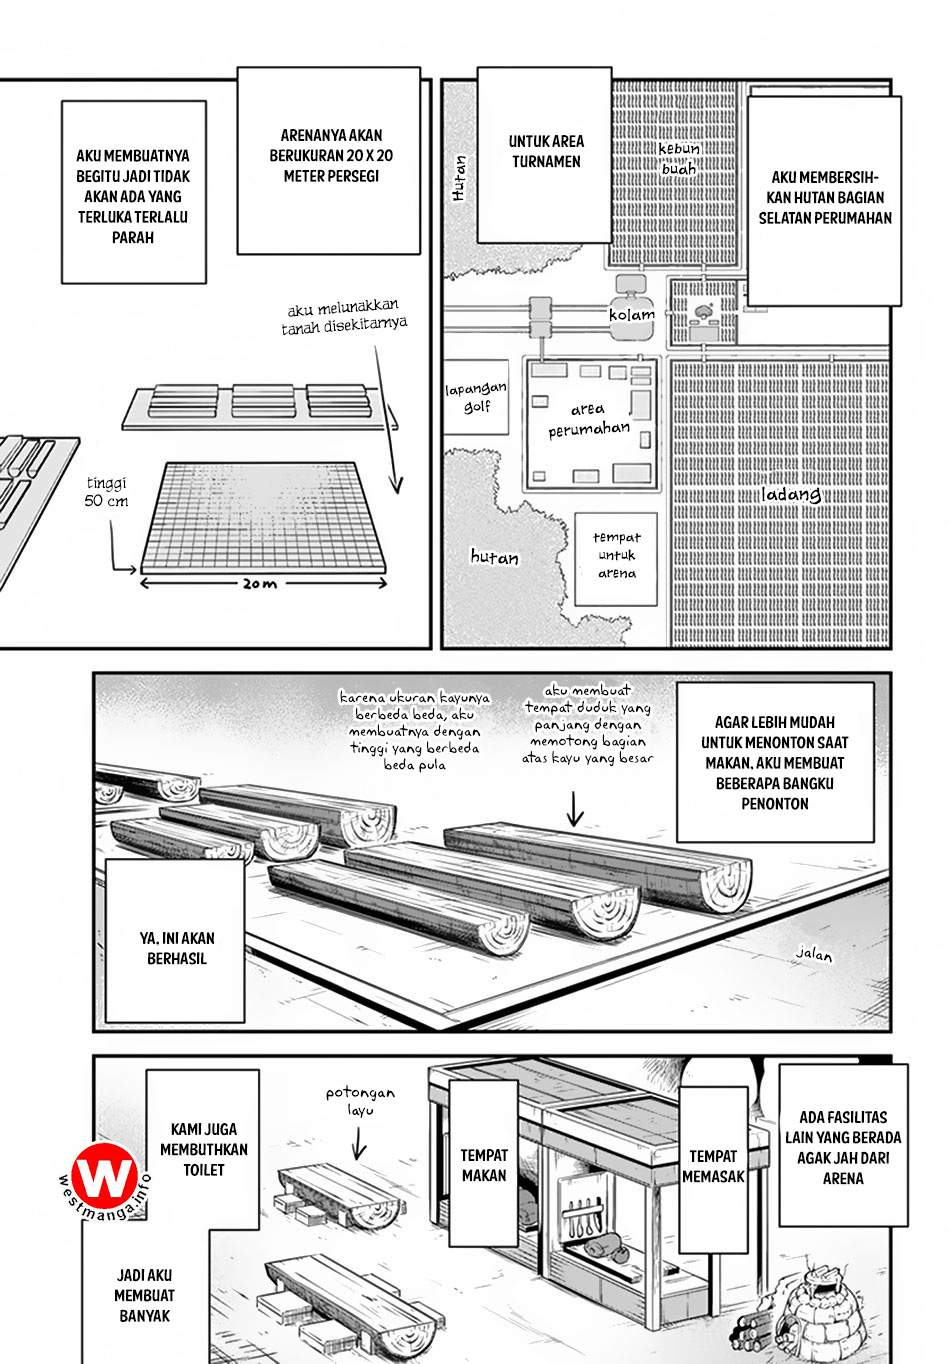 AKU MEMBERSIH-
KAN HUTAN BAGIAN
SELATAN PERUMAHAN
UNTUK AREA
TURNAMEN
Hutan
kebun
buah
kolam
lapangan
golf
area
perumahan
ladang
hutan
tempat
untuk
arena
ARENANYA AKAN
BERUKURAN 20 X 20
METER PERSEGI
AKU MEMBUATNYA
BEGITU JADI TIDAK
AKAN ADA YANG
TERLUKA TERLALU
PARAH
aku melunakkan
tanah disekitarnya
tinggi
50 cm
20m
AGAR LEBIH MUDAH
UNTUK MENONTON SAAT
MAKAN, AKU MEMBUAT
BEBERAPA BANGKU
PENONTON
aku membuat
tempat duduk yang
panjang dengan
memotong bagian
atas kayu yang besar
karena ukuran kayunya
berbeda beda, aku
membuatnya dengan
tinggi yang berbeda
beda pula
jalan
YA, INI AKAN
BERHASIL
ADA FASILITAS
LAIN YANG BERADA
AGAK JAH DARI
ARENA
TEMPAT
MEMASAK
TEMPAT
MAKAN
potongan
layu
KAMI JUGA
MEMBUTHKAN
TOILET
JADI AKU
MEMBUAT
BANYAK
W
westmanga.info